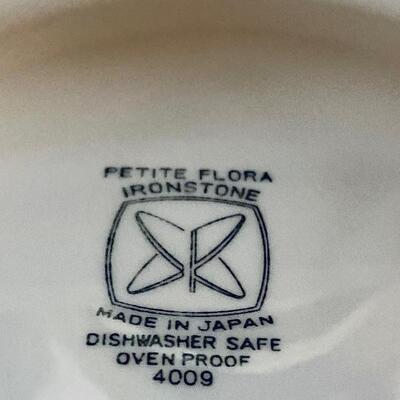 PETITE FLORA
IRONSTONE
MADE IN JAPAN
DISHWASHER SAFE
OVEN PROOF
4009